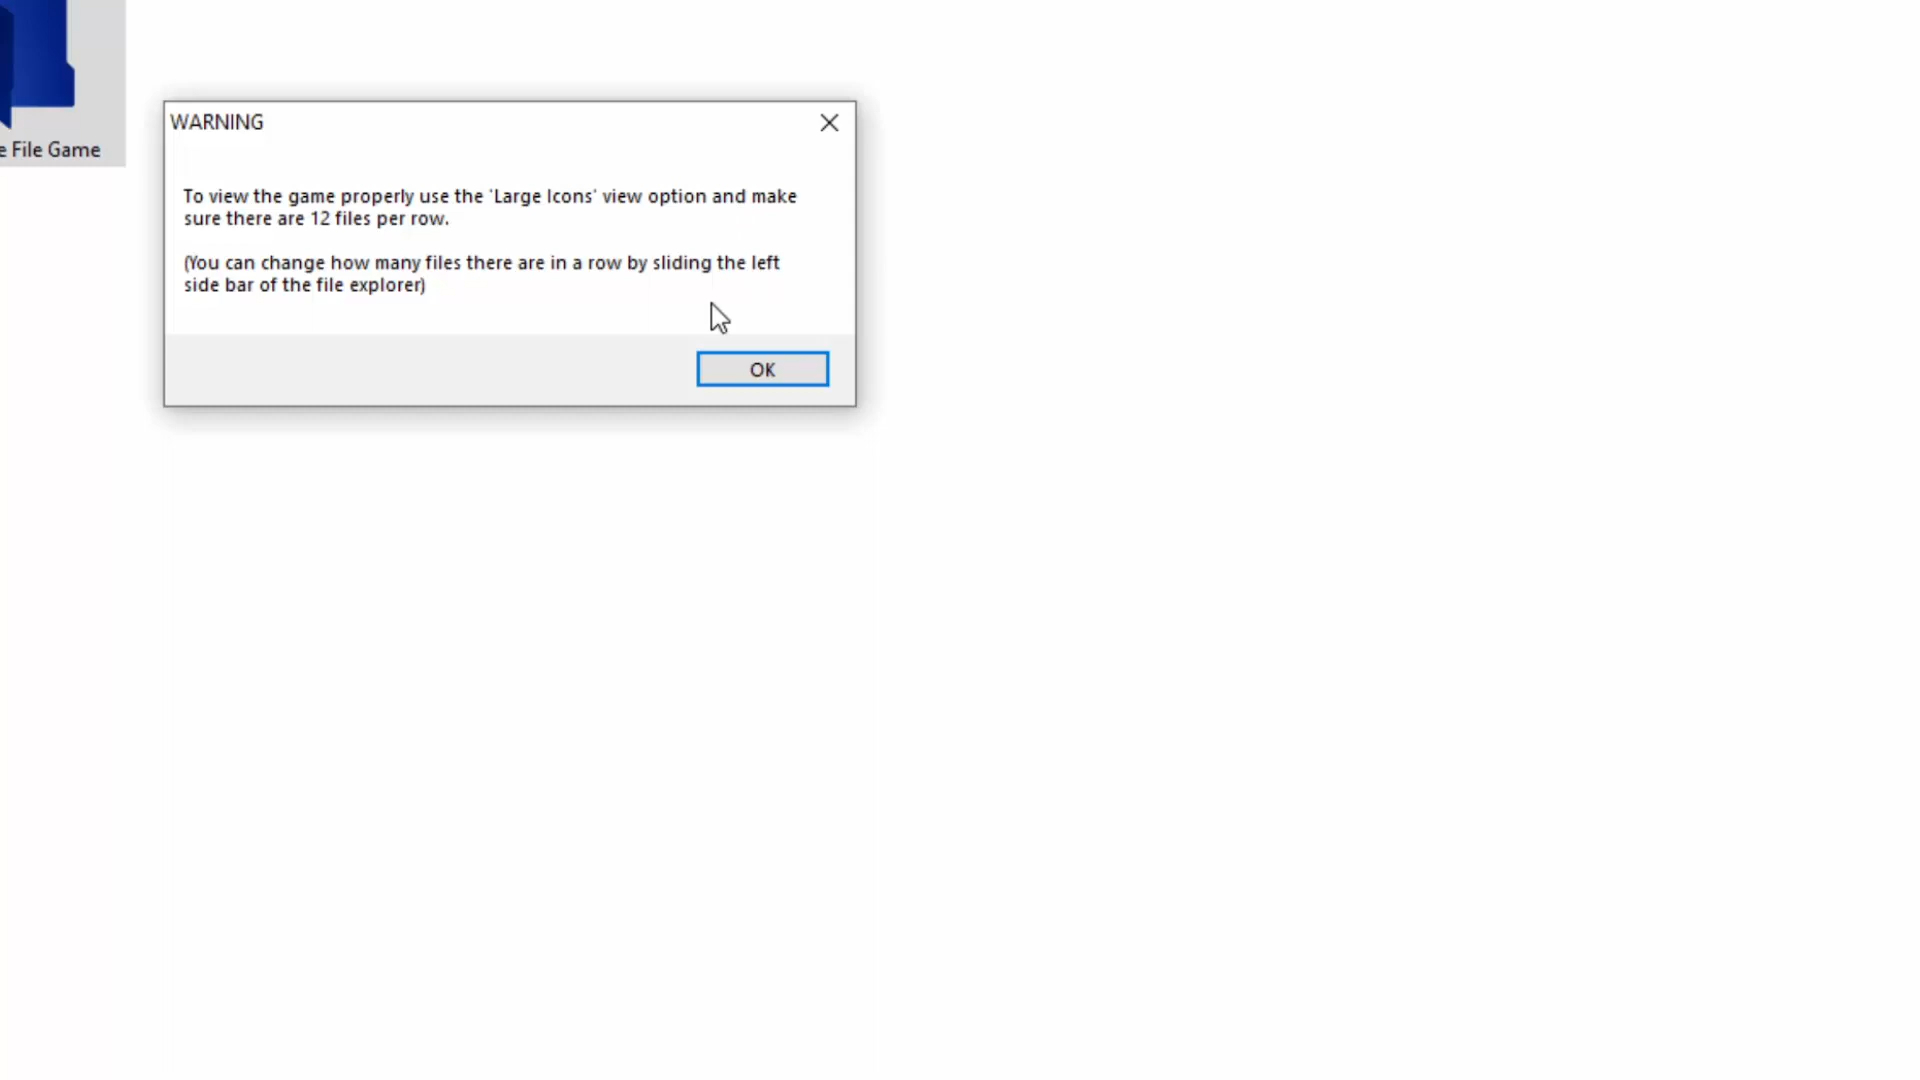 e File Game
WARNING
To view the game properly use the 'Large Icons' view option and make
sure there are 12 files per row.
(You can change how many files there are in a row by sliding the left
side bar of the file explorer)
OK